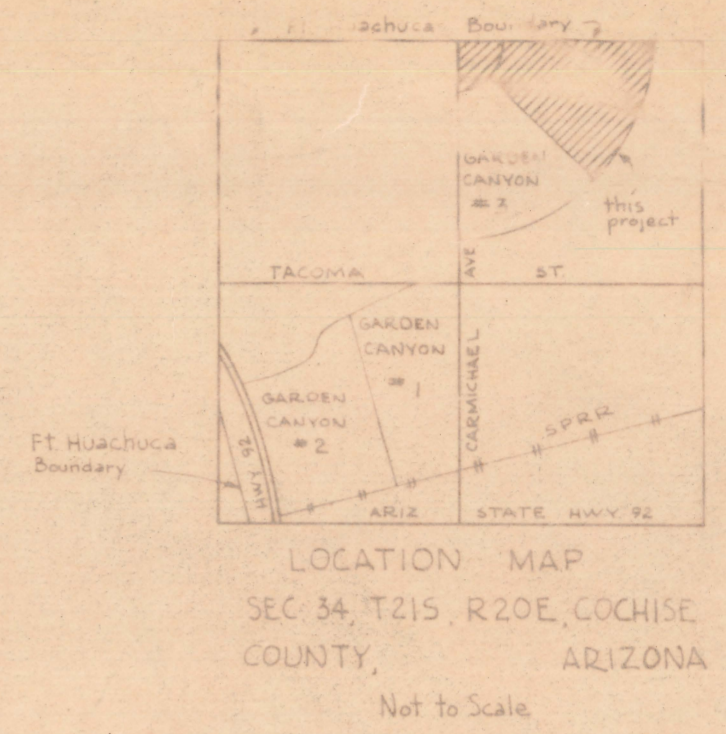 Boundary
GARDEN
CANYON
this
project
AVE
TACOMA
ST.
GARDEN
CANYON
# 1
CARMICHAEL
GARDEN
CANYON
# 2
SPRR
Ft. Huachuca
Boundary
HWY 92
ARIZ
STATE HWY. 92
LOCATION MAP
SEC. 34, T21S, R20E, COCHISE
COUNTY, ARIZONA
Not to Scale